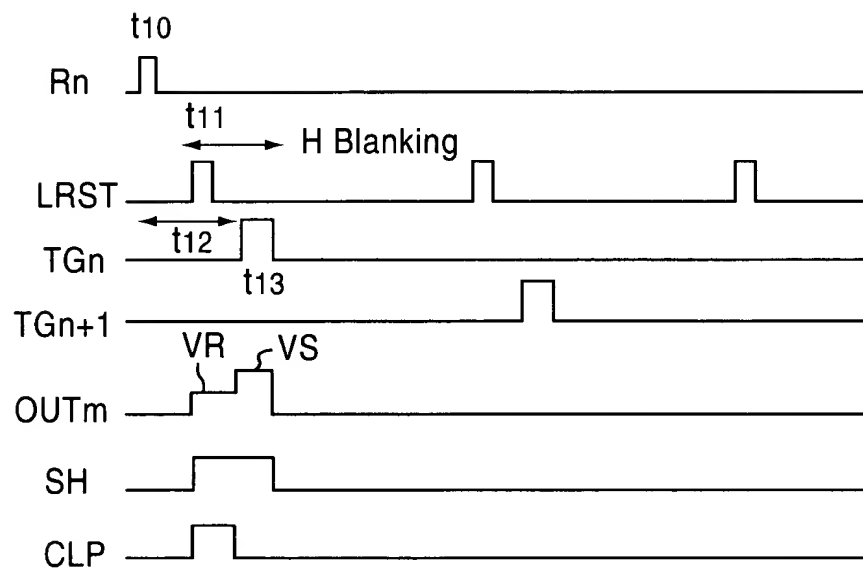 t10
Rn
t11
H Blanking
LRST
t12
TGn
t13
TGn+1
VR
VS
OUTm
SH
CLP